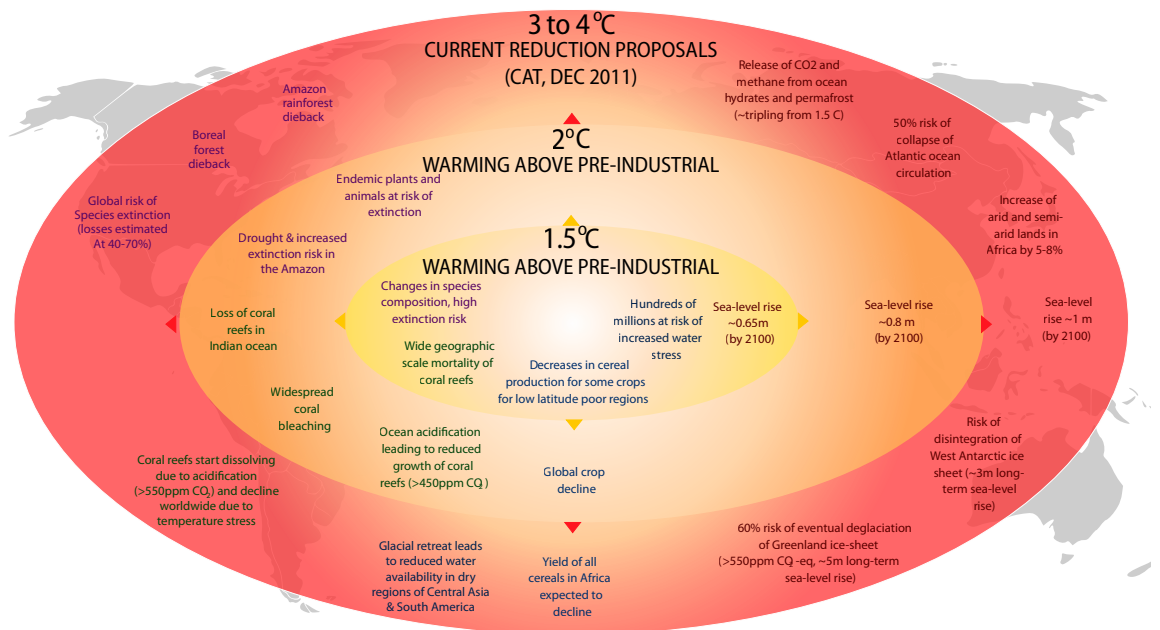 3 to 4°C
CURRENT REDUCTION PROPOSALS
(CAT, DEC 2011)
Release of CO2 and
methane from ocean
hydrates and permafrost
(~tripling from 1.5 C)
Amazon
rainforest
dieback
Boreal
forest
dieback
50% risk of
collapse of
Atlantic ocean
circulation
Global risk of
Species extinction
(losses estimated
At 40-70%)
Increase of
arid and semi-
arid lands in
Africa by 5-8%
2°C
WARMING ABOVE PRE-INDUSTRIAL
Endemic plants and
animals at risk of
extinction
Drought & increased
extinction risk in
the Amazon
1.5°C
WARMING ABOVE PRE-INDUSTRIAL
Changes in species
composition, high
extinction risk
Hundreds of
millions at risk of
increased water
stress
Sea-level rise
~0.65m
(by 2100)
Sea-level rise
~0.8 m
(by 2100)
Sea-level
rise ~1 m
(by 2100)
Loss of coral
reefs in
Indian ocean
Wide geographic
scale mortality of
coral reefs
Decreases in cereal
production for some crops
for low latitude poor regions
Widespread
coral
bleaching
Ocean acidification
leading to reduced
growth of coral
reefs (>450ppm CO₂)
Global crop
decline
Risk of
disintegration of
West Antarctic ice
sheet (~3m long-
term sea-level
rise)
Coral reefs start dissolving
due to acidification
(>550ppm CO₂) and decline
worldwide due to
temperature stress
Glacial retreat leads
to reduced water
availability in dry
regions of Central Asia
& South America
Yield of all
cereals in Africa
expected to
decline
60% risk of eventual deglaciation
of Greenland ice-sheet
(>550ppm CO₂-eq, ~5m long-term
sea-level rise)